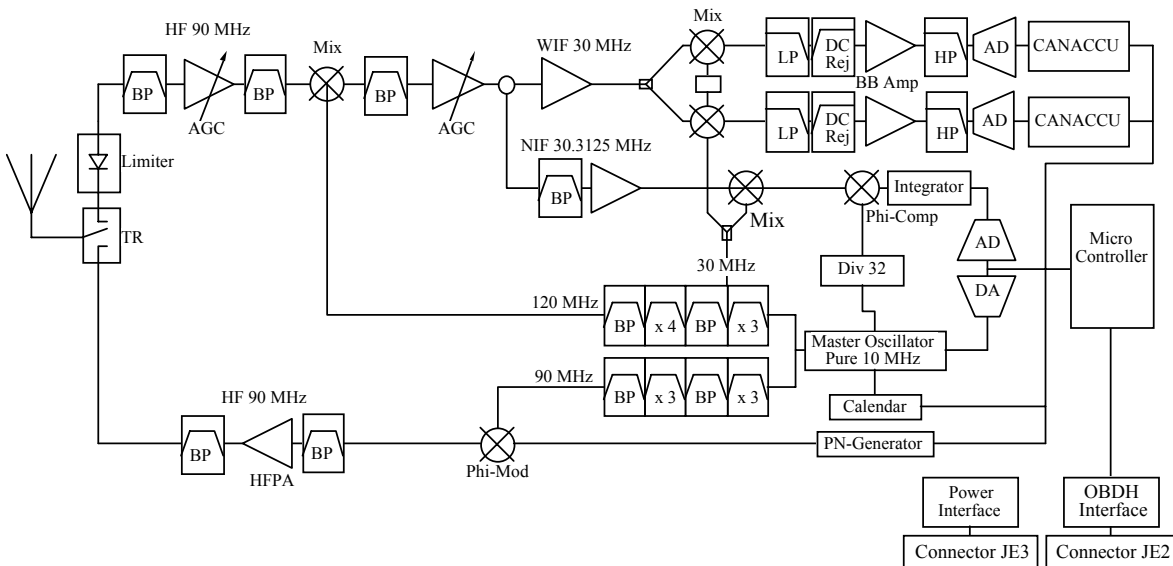 HF 90 MHz
Mix
Mix
WIF 30 MHz
BP
AGC
BP
BP
AGC
LP
DC
Rej
BB Amp
HP
AD
CANACCU
LP
DC
Rej
HP
AD
CANACCU
Limiter
TR
NIF 30.3125 MHz
BP
Mix
Phi-Comp
Integrator
AD
DA
Micro
Controller
Div 32
30 MHz
120 MHz
BP
x 4
BP
x 3
Master Oscillator
Pure 10 MHz
90 MHz
BP
x 3
BP
x 3
Calendar
HF 90 MHz
BP
HFPA
BP
Phi-Mod
PN-Generator
Power
Interface
OBDH
Interface
Connector JE3
Connector JE2